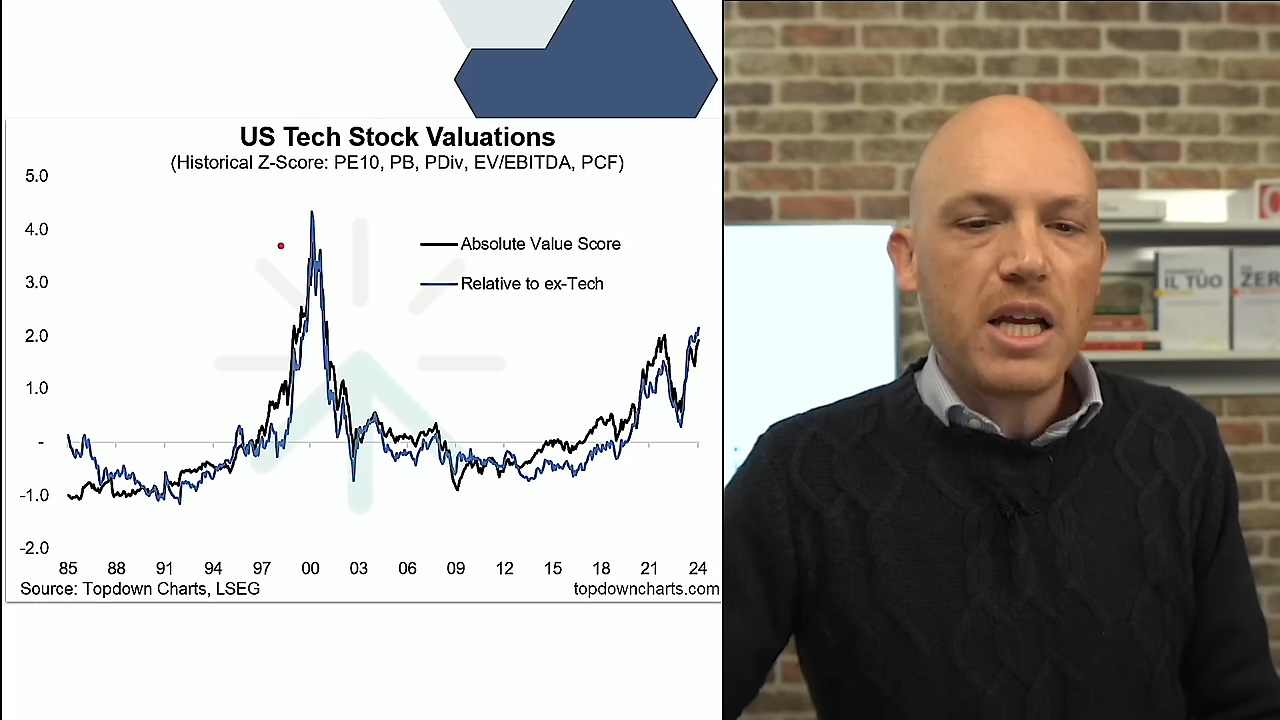 US Tech Stock Valuations
(Historical Z-Score: PE10, PB, PDiv, EV/EBITDA, PCF)
5.0
4.0
3.0
2.0
1.0
-
-1.0
-2.0
Absolute Value Score
Relative to ex-Tech
85 88 91 94 97 00 03 06 09 12 15 18 21 24
Source: Topdown Charts, LSEG topdowncharts.com
IL TUO
ZER